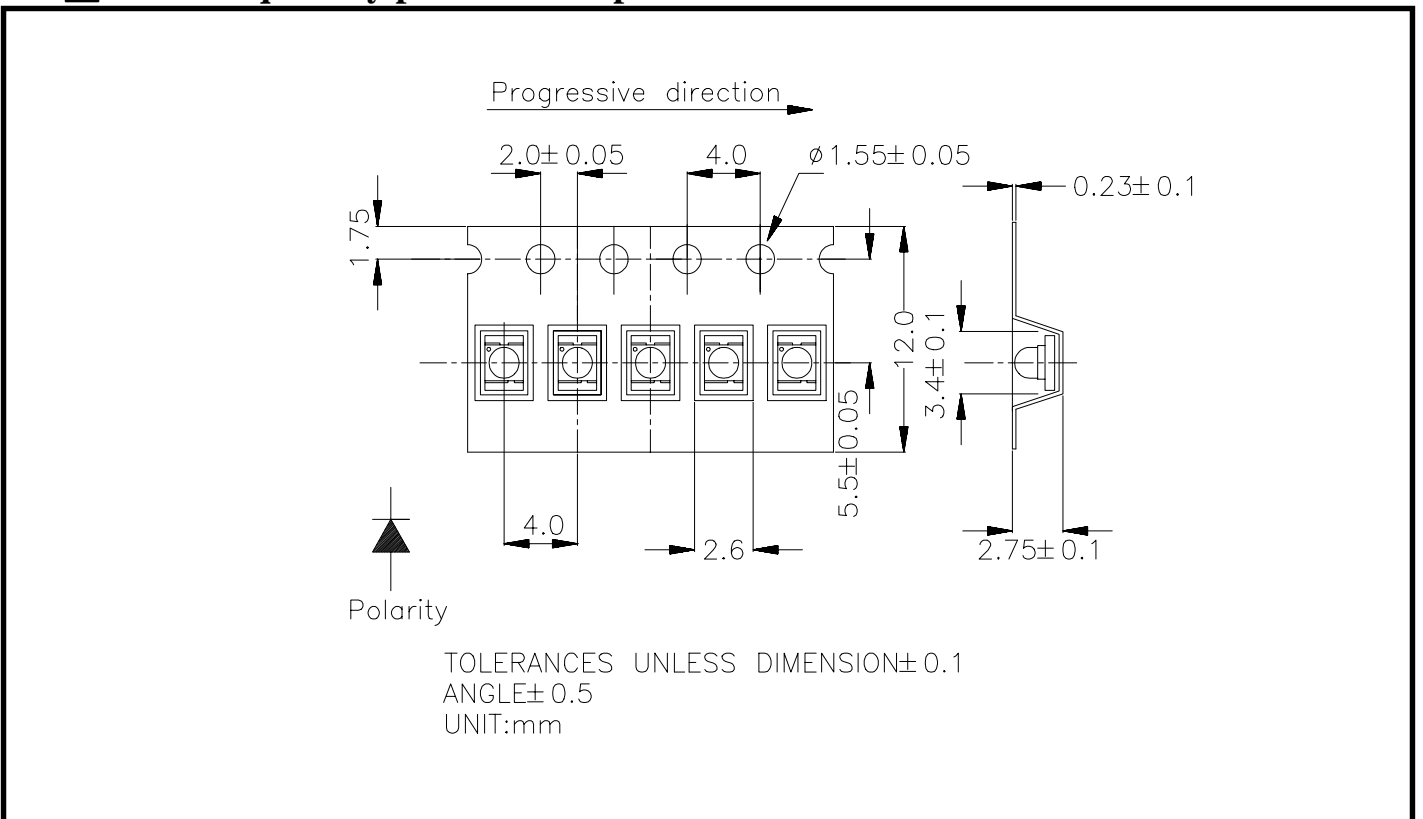 Progressive direction
2.0±0.05
4.0
ø1.55±0.05
0.23±0.1
1.75
12.0
3.4±0.1
5.5±0.05
4.0
2.6
2.75±0.1
Polarity
TOLERANCES UNLESS DIMENSION±0.1
ANGLE±0.5
UNIT:mm